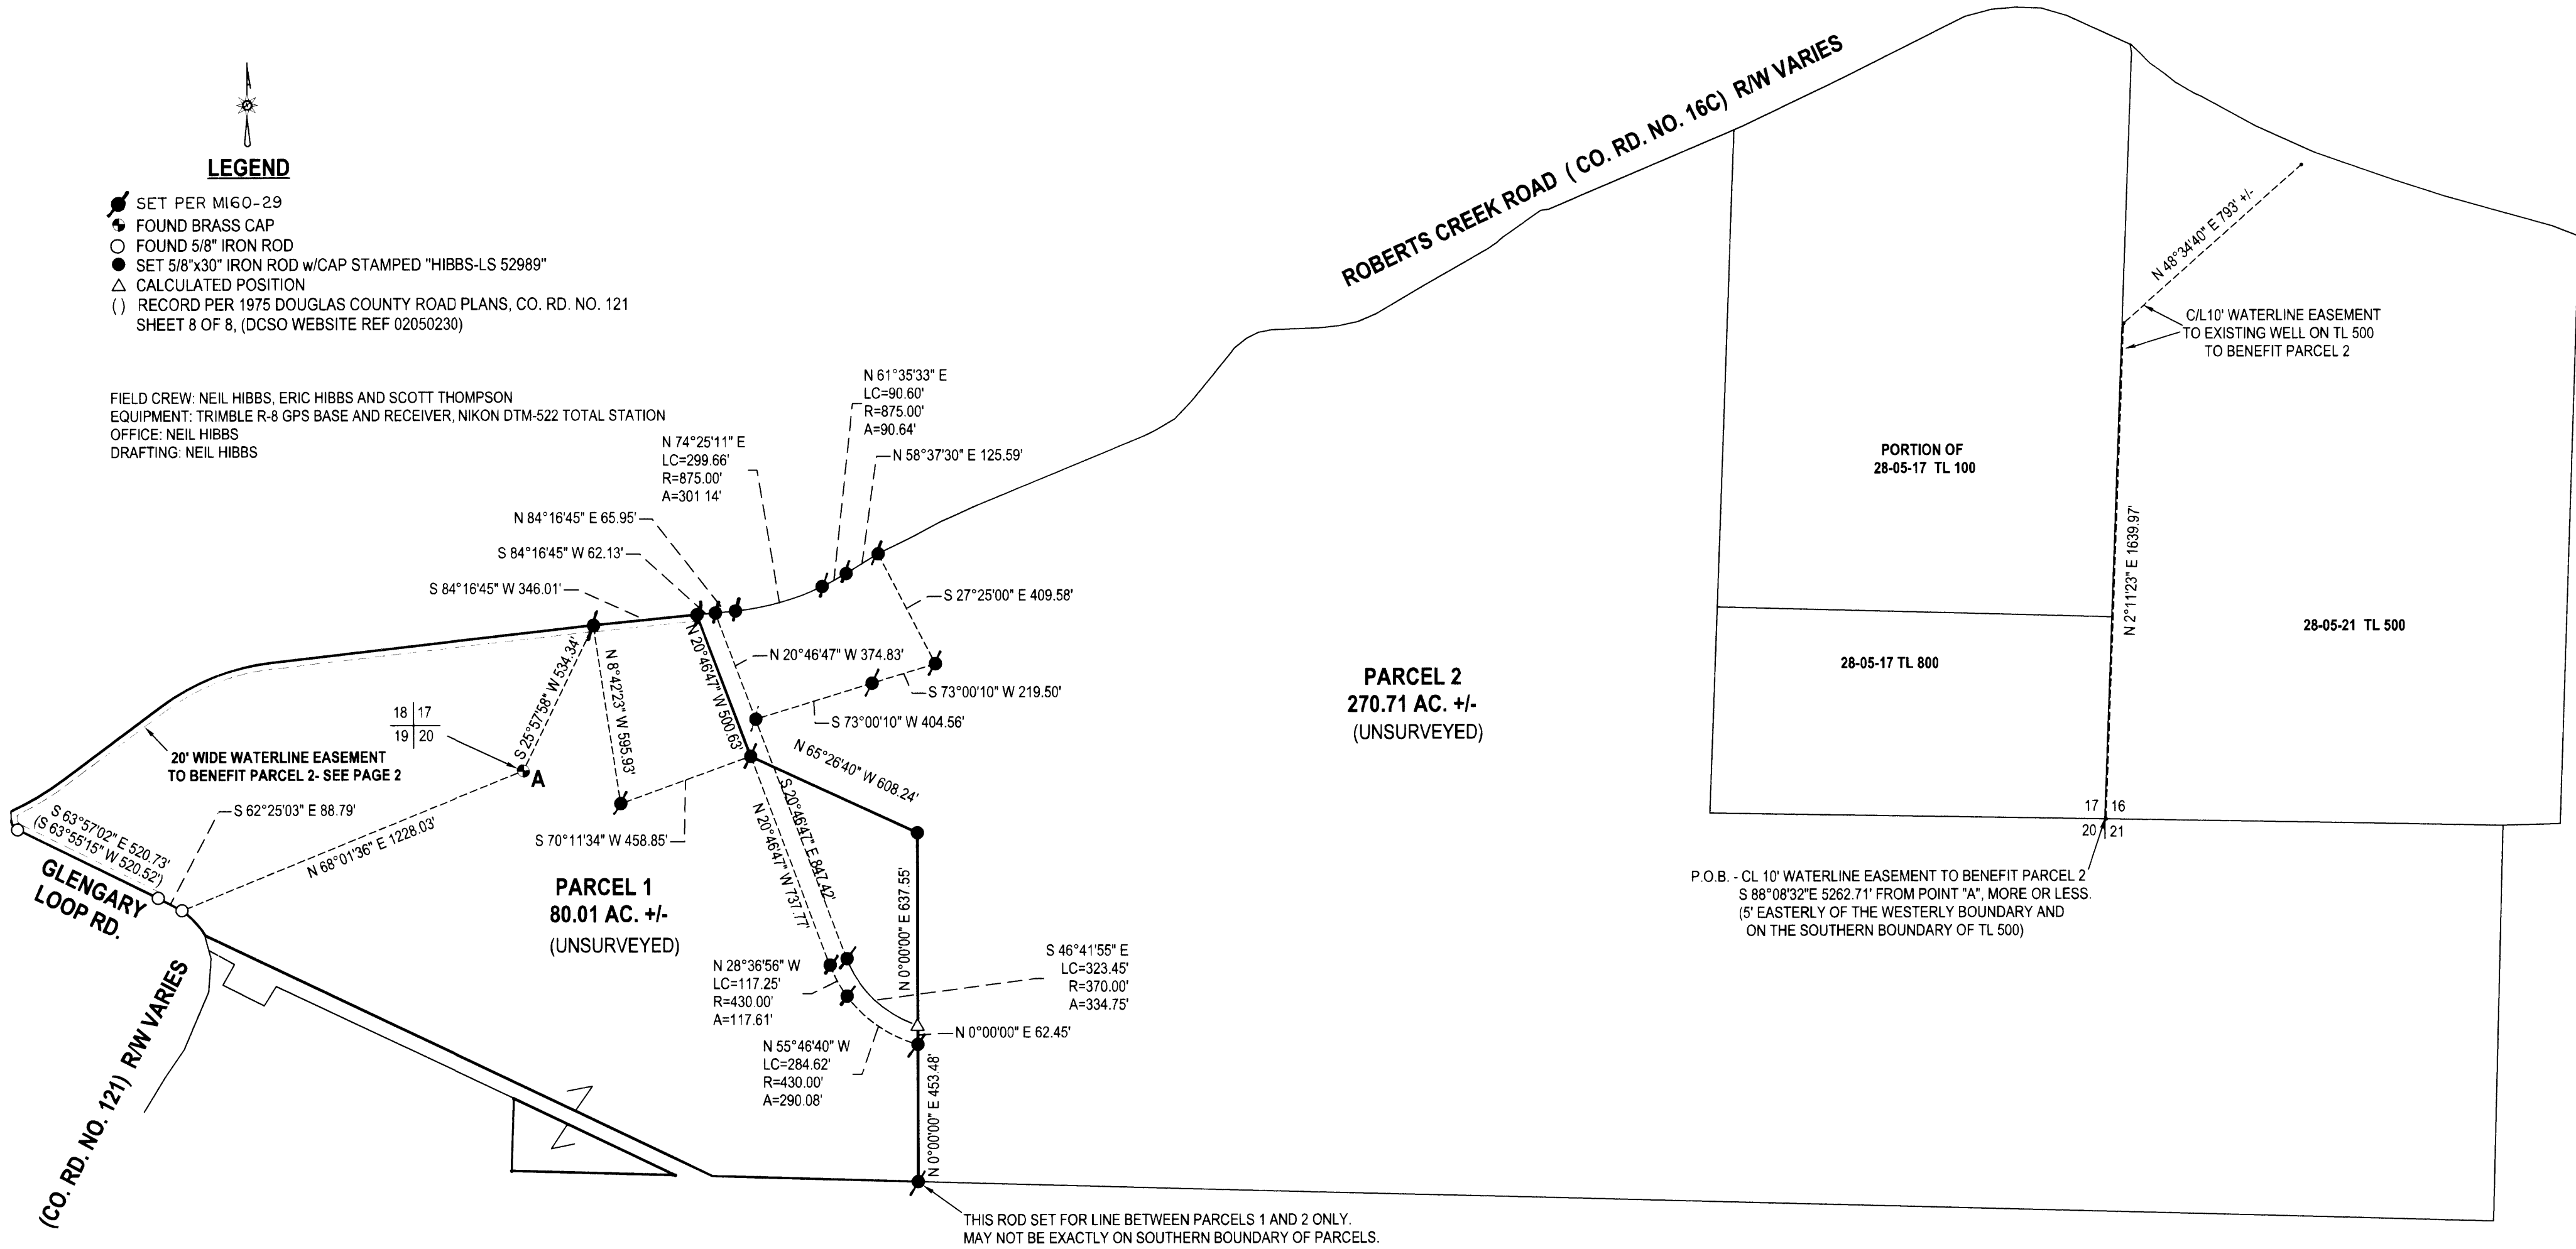 LEGEND
SET PER M160-29
FOUND BRASS CAP
FOUND 5/8" IRON ROD
SET 5/8"x30" IRON ROD w/CAP STAMPED "HIBBS-LS 52989"
CALCULATED POSITION
( ) RECORD PER 1975 DOUGLAS COUNTY ROAD PLANS, CO. RD. NO. 121
SHEET 8 OF 8, (DCSO WEBSITE REF 02050230)
FIELD CREW: NEIL HIBBS, ERIC HIBBS AND SCOTT THOMPSON
EQUIPMENT: TRIMBLE R-8 GPS BASE AND RECEIVER, NIKON DTM-522 TOTAL STATION
OFFICE: NEIL HIBBS
DRAFTING: NEIL HIBBS
ROBERTS CREEK ROAD ( CO. RD. NO. 16C) R/W VARIES
N 61°35'33" E
LC=90.60'
R=875.00'
A=90.64'
N 74°25'11" E
LC=299.66'
R=875.00'
A=301 14'
N 58°37'30" E 125.59'
N 84°16'45" E 65.95'
S 84°16'45" W 62.13'
S 84°16'45" W 346.01'
S 27°25'00" E 409.58'
N 20°46'47" W 374.83'
S 73°00'10" W 219.50'
S 73°00'10" W 404.56'
N 20°46'47" W 500.63'
N 8°42'23" W 595.93'
S 25°57'58" W 534.34'
18 17
19 20
A
20' WIDE WATERLINE EASEMENT
TO BENEFIT PARCEL 2- SEE PAGE 2
S 62°25'03" E 88.79'
S 63°57'02" E 520.73'
(S 63°55'15" W 520.52')
GLENGARY
LOOP RD.
N 68°01'36" E 1228.03'
S 70°11'34" W 458.85'
N 65°26'40" W 608.24'
S 20°46'47" E 847.42'
N 20°46'47" W 737.77'
PARCEL 1
80.01 AC. +/-
(UNSURVEYED)
N 0°00'00" E 637.55'
N 28°36'56" W
LC=117.25'
R=430.00'
A=117.61'
S 46°41'55" E
LC=323.45'
R=370.00'
A=334.75'
N 0°00'00" E 62.45'
N 55°46'40" W
LC=284.62'
R=430.00'
A=290.08'
N 0°00'00" E 453.48'
(CO. RD. NO. 121) R/W VARIES
THIS ROD SET FOR LINE BETWEEN PARCELS 1 AND 2 ONLY.
MAY NOT BE EXACTLY ON SOUTHERN BOUNDARY OF PARCELS.
PARCEL 2
270.71 AC. +/-
(UNSURVEYED)
PORTION OF
28-05-17 TL 100
28-05-17 TL 800
N 48°34'40" E 793' +/-
C/L10' WATERLINE EASEMENT
TO EXISTING WELL ON TL 500
TO BENEFIT PARCEL 2
N 2°11'23" E 1639.97'
28-05-21 TL 500
17 16
20 21
P.O.B. - CL 10' WATERLINE EASEMENT TO BENEFIT PARCEL 2
S 88°08'32"E 5262.71' FROM POINT "A", MORE OR LESS.
(5' EASTERLY OF THE WESTERLY BOUNDARY AND
ON THE SOUTHERN BOUNDARY OF TL 500)